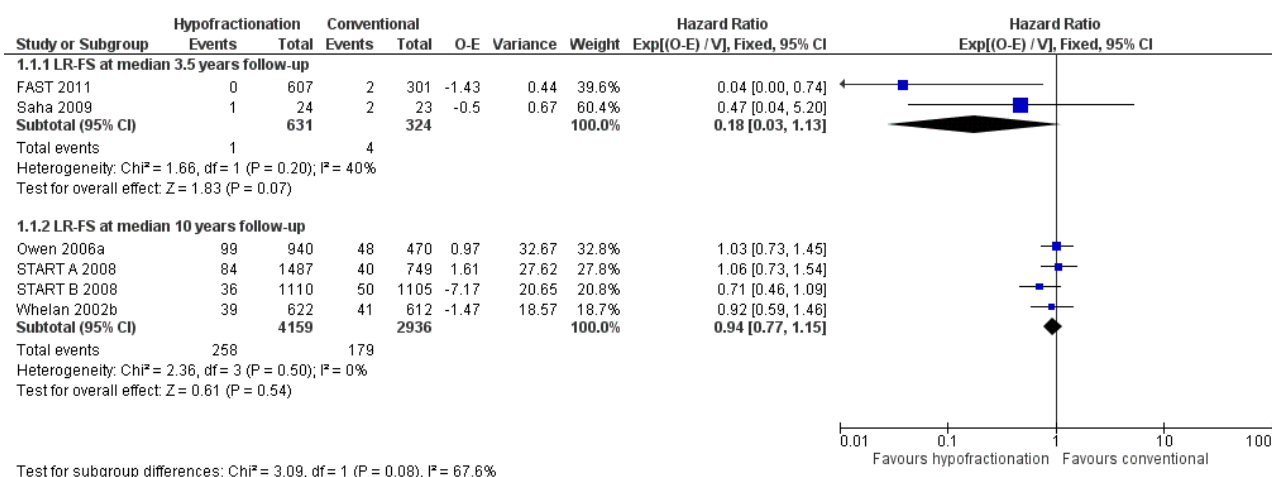 Hypofractionation Conventional Hazard Ratio Hazard Ratio
Study or Subgroup Events Total Events Total O-E Variance Weight Exp[(O-E) / V], Fixed, 95% CI Exp[(O-E) / V], Fixed, 95% CI
1.1.1 LR-FS at median 3.5 years follow-up
FAST 2011 0 607 2 301 -1.43 0.44 39.6% 0.04 [0.00, 0.74]
Saha 2009 1 24 2 23 -0.5 0.67 60.4% 0.47 [0.04, 5.20]
Subtotal (95% CI) 631 324 100.0% 0.18 [0.03, 1.13]
Total events 1 4
Heterogeneity: Chi² = 1.66, df = 1 (P = 0.20); I² = 40%
Test for overall effect: Z = 1.83 (P = 0.07)
1.1.2 LR-FS at median 10 years follow-up
Owen 2006a 99 940 48 470 0.97 32.67 32.8% 1.03 [0.73, 1.45]
START A 2008 84 1487 40 749 1.61 27.62 27.8% 1.06 [0.73, 1.54]
START B 2008 36 1110 50 1105 -7.17 20.65 20.8% 0.71 [0.46, 1.09]
Whelan 2002b 39 622 41 612 -1.47 18.57 18.7% 0.92 [0.59, 1.46]
Subtotal (95% CI) 4159 2936 100.0% 0.94 [0.77, 1.15]
Total events 258 179
Heterogeneity: Chi² = 2.36, df = 3 (P = 0.50); I² = 0%
Test for overall effect: Z = 0.61 (P = 0.54)
0.01 0.1 1 10 100
Favours hypofractionation Favours conventional
Test for subgroup differences: Chi² = 3.09, df = 1 (P = 0.08), I² = 67.6%